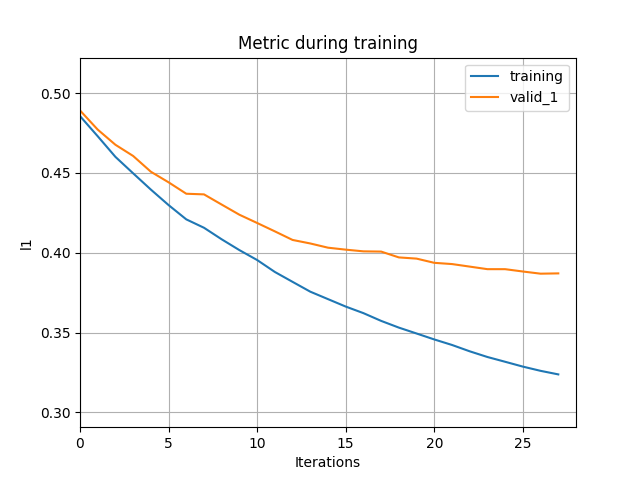 Metric during training
training
valid_1
0.50
0.45
0.40
0.35
0.30
l1
0 5 10 15 20 25
Iterations